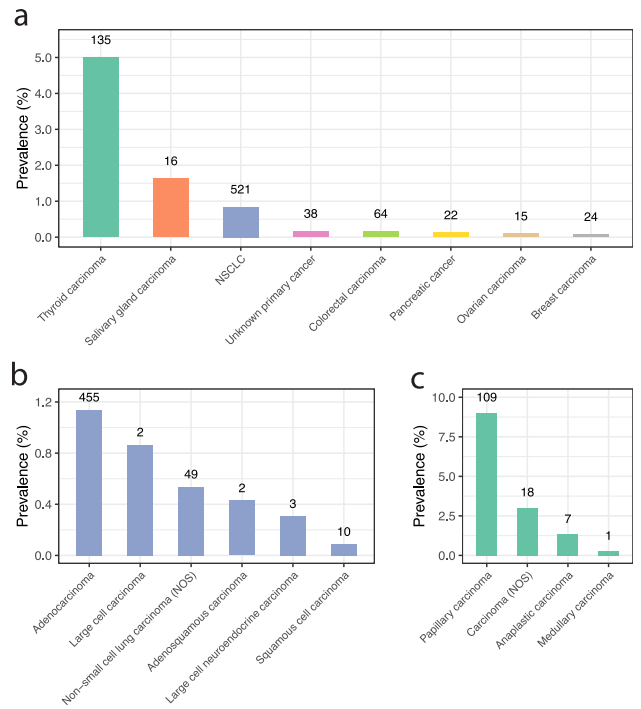 a
135
16
521
38
64
22
15
24
Prevalence (%)
5.0
4.0
3.0
2.0
1.0
0.0
Thyroid carcinoma
Salivary gland carcinoma
NSCLC
Unknown primary cancer
Colorectal carcinoma
Pancreatic cancer
Ovarian carcinoma
Breast carcinoma
b
455
2
49
2
3
10
Prevalence (%)
1.2
0.8
0.4
0.0
Adenocarcinoma
Large cell carcinoma
Non-small cell lung carcinoma (NOS)
Adenosquamous carcinoma
Large cell neuroendocrine carcinoma
Squamous cell carcinoma
c
109
18
7
1
Prevalence (%)
10.0
7.5
5.0
2.5
0.0
Papillary carcinoma
Carcinoma (NOS)
Anaplastic carcinoma
Medullary carcinoma